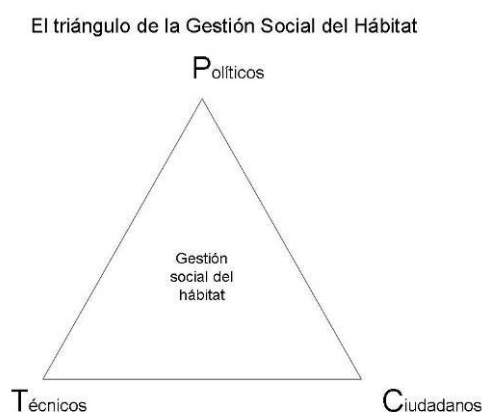 El triángulo de la Gestión Social del Hábitat
Políticos
Gestión
social del
hábitat
Técnicos
Ciudadanos